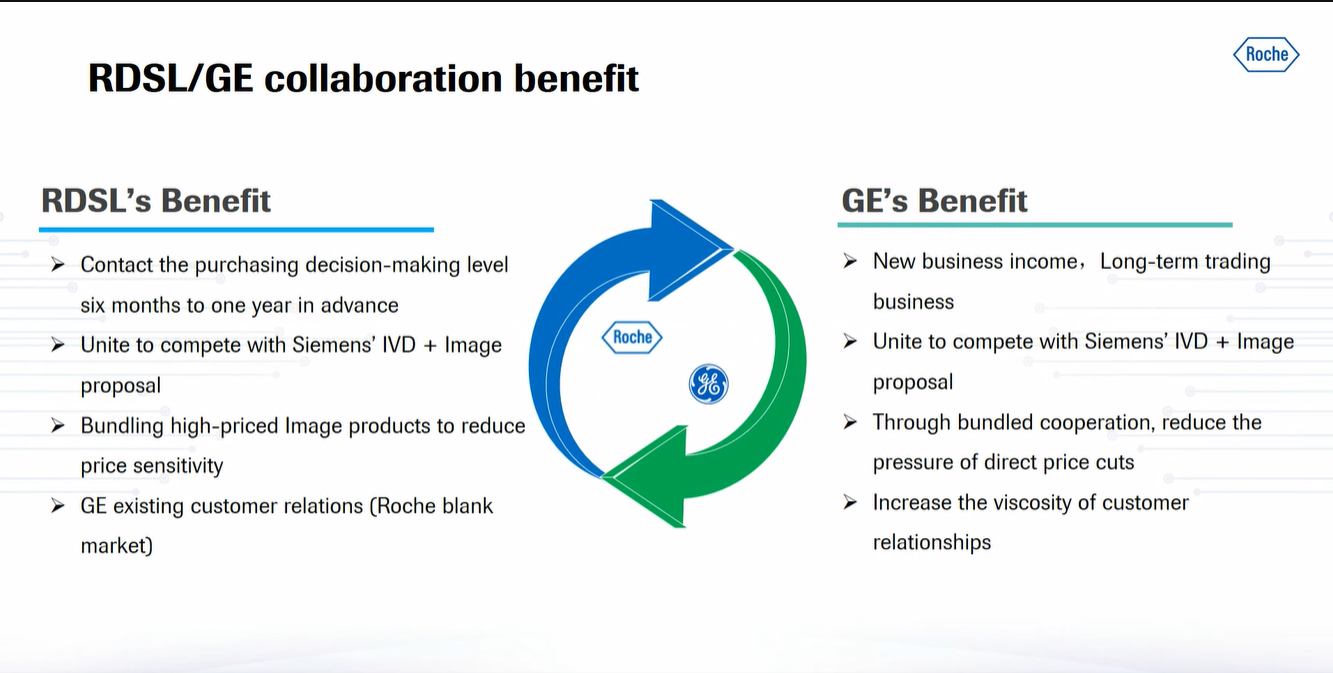 Roche
RDSL/GE collaboration benefit
RDSL’s Benefit
➢ Contact the purchasing decision-making level
six months to one year in advance
➢ Unite to compete with Siemens’ IVD + Image
proposal
➢ Bundling high-priced Image products to reduce
price sensitivity
➢ GE existing customer relations (Roche blank
market)
Roche
GE
GE’s Benefit
➢ New business income，Long-term trading
business
➢ Unite to compete with Siemens’ IVD + Image
proposal
➢ Through bundled cooperation, reduce the
pressure of direct price cuts
➢ Increase the viscosity of customer
relationships